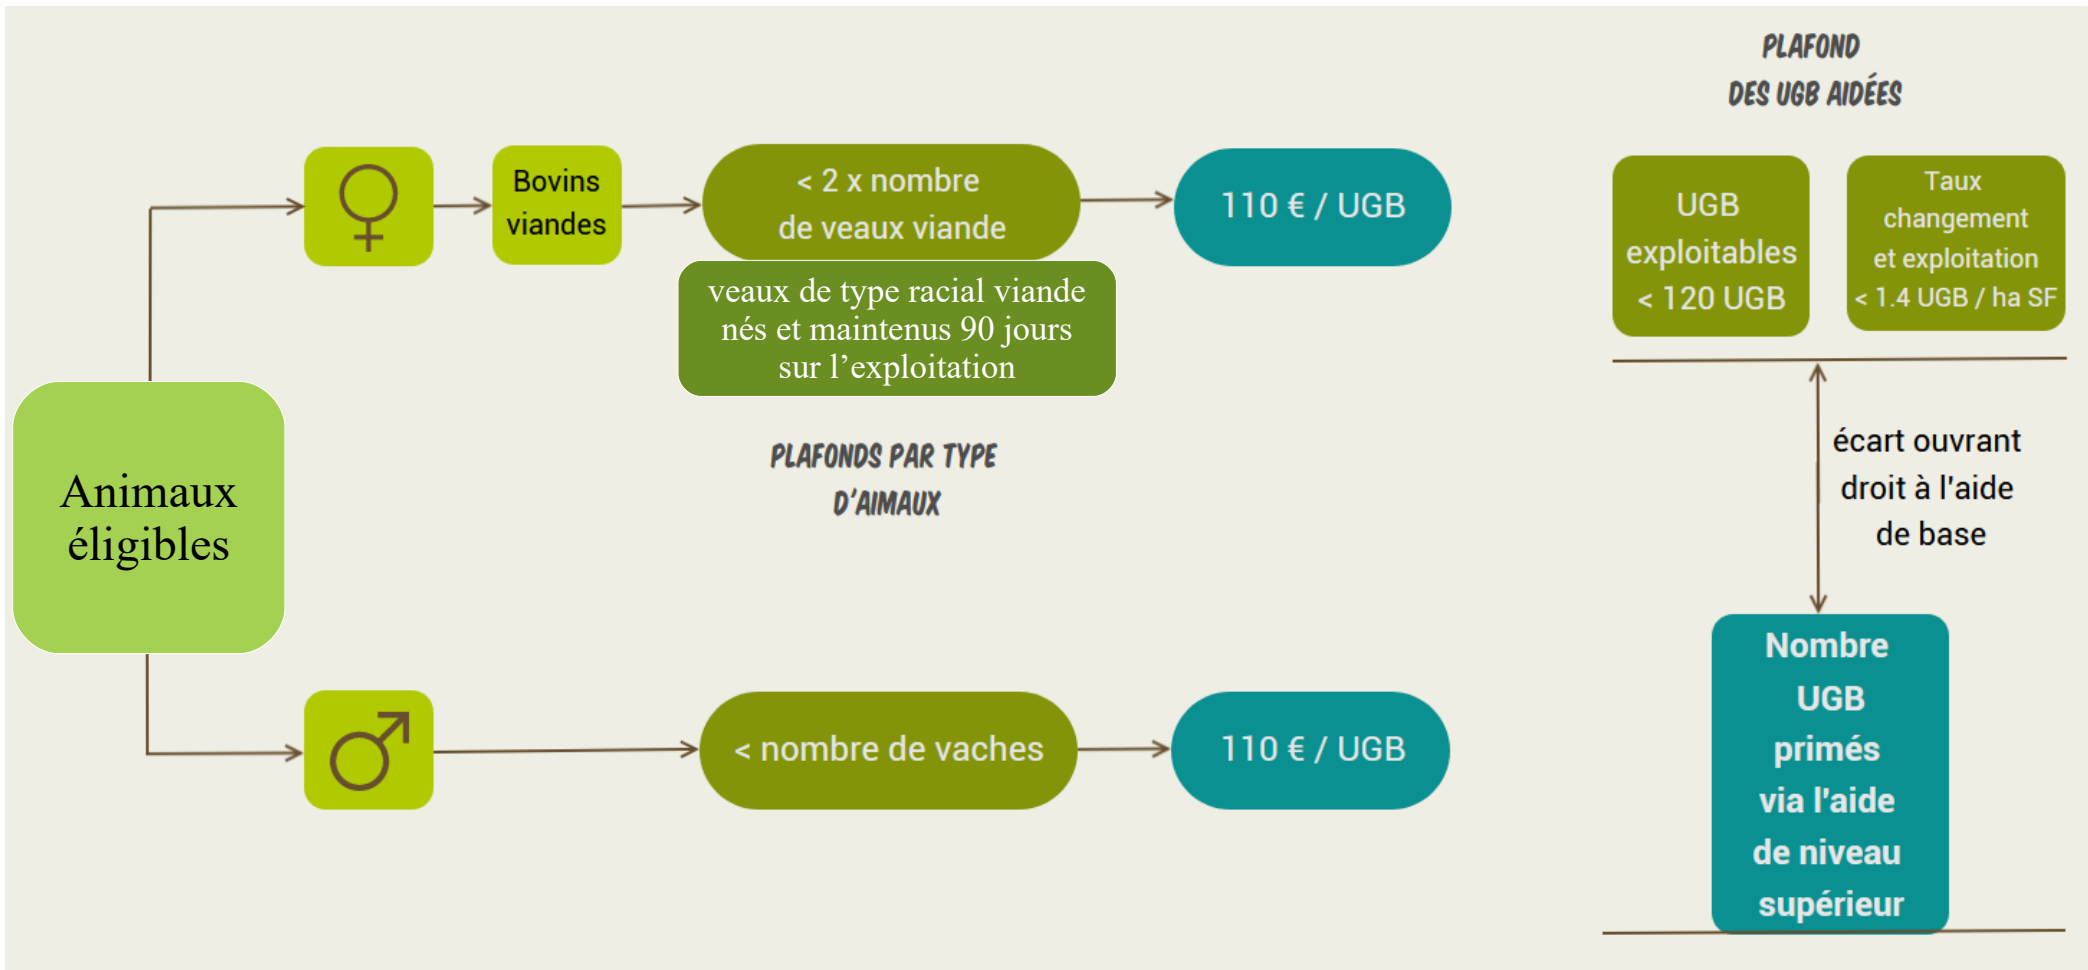 PLAFOND
DES UGB AIDÉES
Bovins
viandes
< 2 x nombre
de veaux viande
110 € / UGB
veaux de type racial viande
nés et maintenus 90 jours
sur l’exploitation
UGB
exploitables
< 120 UGB
Taux
changement
et exploitation
< 1.4 UGB / ha SF
PLAFONDS PAR TYPE
D'AIMAUX
écart ouvrant
droit à l'aide
de base
Animaux
éligibles
< nombre de vaches
110 € / UGB
Nombre
UGB
primés
via l'aide
de niveau
supérieur